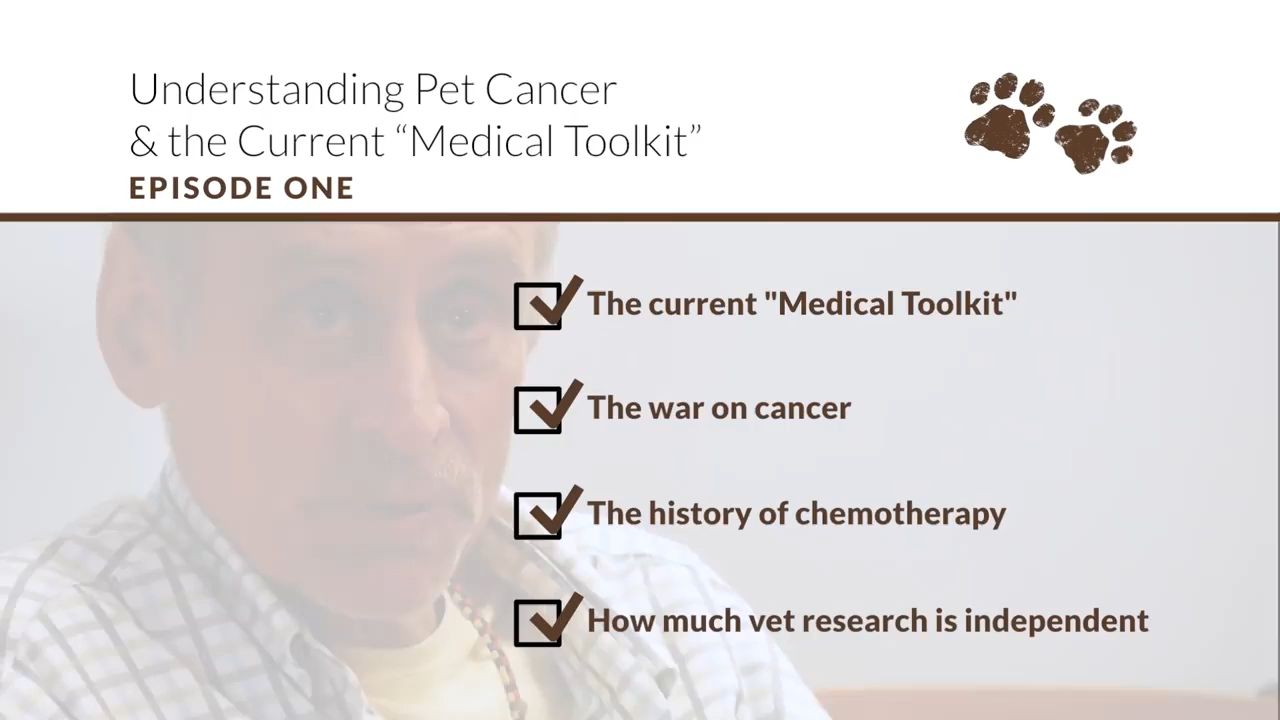 Understanding Pet Cancer
& the Current “Medical Toolkit”
EPISODE ONE
The current "Medical Toolkit"
The war on cancer
The history of chemotherapy
How much vet research is independent